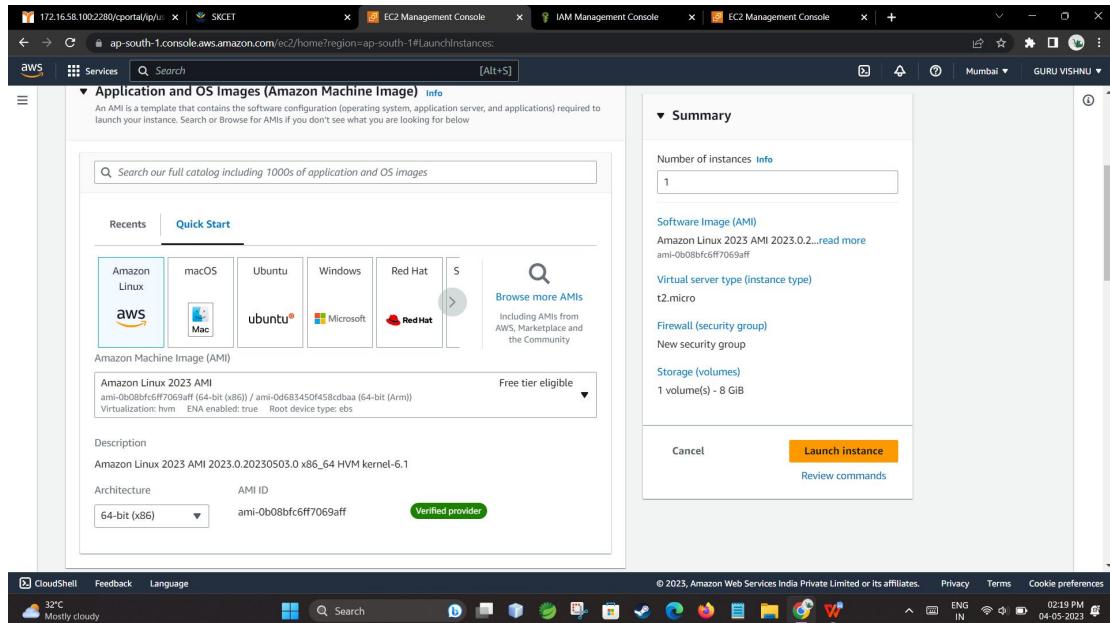 172.16.58.100:2280/cportal/ip/us
SKCET
EC2 Management Console
IAM Management Console
EC2 Management Console
ap-south-1.console.aws.amazon.com/ec2/home?region=ap-south-1#LaunchInstances:
aws
Services
Search
[Alt+S]
Mumbai
GURU VISHNU
Application and OS Images (Amazon Machine Image) Info
An AMI is a template that contains the software configuration (operating system, application server, and applications) required to
launch your instance. Search or Browse for AMIs if you don't see what you are looking for
below
Search our full catalog including 1000s of application and OS images
Recents
Quick Start
Amazon
Linux
aws
macOS
Mac
Ubuntu
ubuntu®
Windows
Microsoft
Red Hat
Red Hat
S
Browse more AMIs
Including AMIs from
AWS, Marketplace and
the Community
Amazon Machine Image (AMI)
Amazon Linux 2023 AMI
Free tier eligible
ami-0b08bfc6ff7069aff (64-bit (x86)) / ami-0d683450f458cdbaa (64-bit (Arm))
Virtualization: hvm ENA enabled: true Root device type: ebs
Description
Amazon Linux 2023 AMI 2023.0.20230503.0 x86_64 HVM kernel-6.1
Architecture
AMI ID
64-bit (x86)
ami-0b08bfc6ff7069aff
Verified provider
Summary
Number of instances Info
1
Software Image (AMI)
Amazon Linux 2023 AMI 2023.0.2...read more
ami-0b08bfc6ff7069aff
Virtual server type (instance type)
t2.micro
Firewall (security group)
New security group
Storage (volumes)
1 volume(s) - 8 GiB
Cancel
Launch instance
Review commands
CloudShell
Feedback
Language
© 2023, Amazon Web Services India Private Limited or its affiliates.
Privacy
Terms
Cookie preferences
32°C
Mostly cloudy
Search
ENG
IN
02:19 PM
04-05-2023